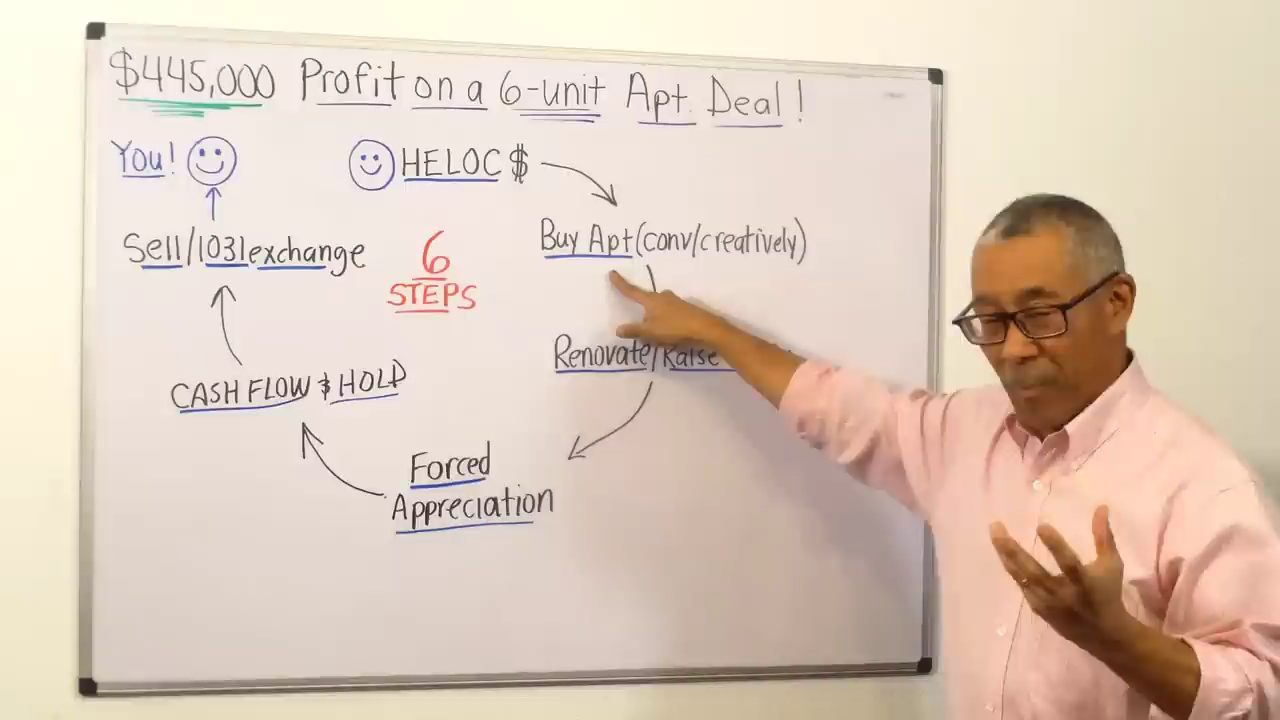 $445,000 Profit on a 6-unit Apt. Deal!
You!
HELOC $
Buy Apt (conv/creatively)
Sell/1031 exchange
6
STEPS
Renovate/Raise
CASH FLOW & HOLD
Forced
Appreciation